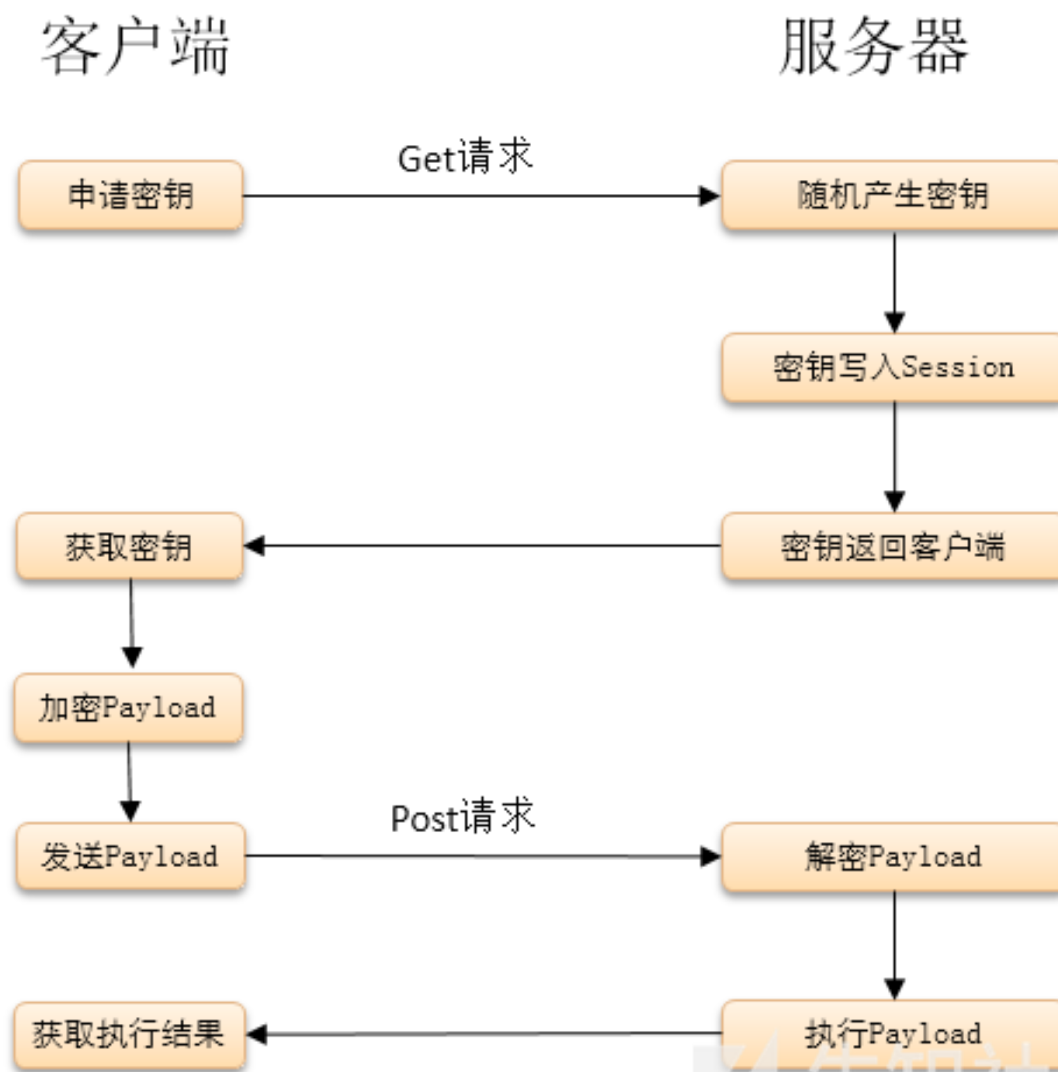 客户端
服务器
Get请求
申请密钥
随机产生密钥
密钥写入Session
获取密钥
密钥返回客户端
加密Payload
Post请求
发送Payload
解密Payload
获取执行结果
执行Payload